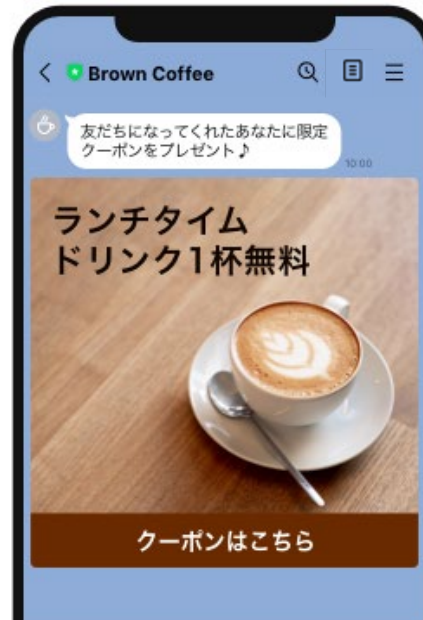 Brown Coffee
友だちになってくれたあなたに限定
クーポンをプレゼント♪
10:00
ランチタイム
ドリンク1杯無料
クーポンはこちら